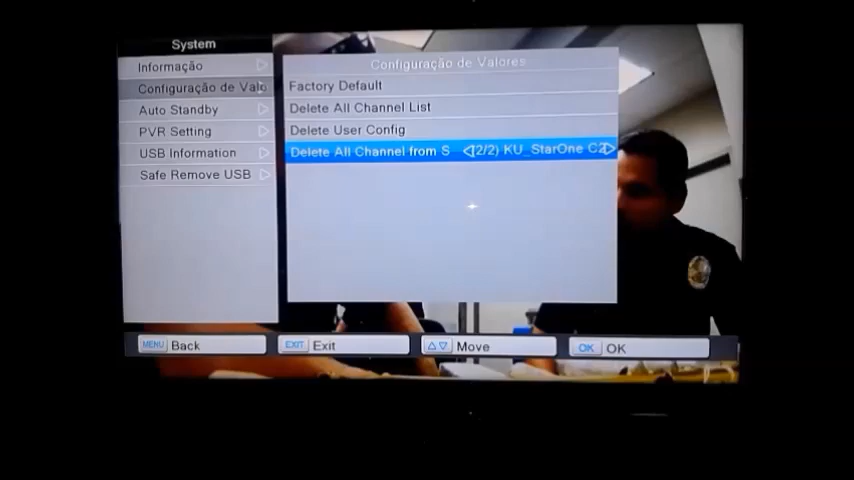 System
Informação
Configuração de Valo
Auto Standby
PVR Setting
USB Information
Safe Remove USB
Configuração de Valores
Factory Default
Delete All Channel List
Delete User Config
Delete All Channel from S (2/2) KU_StarOne C2
MENU Back
EXIT Exit
Move
OK OK